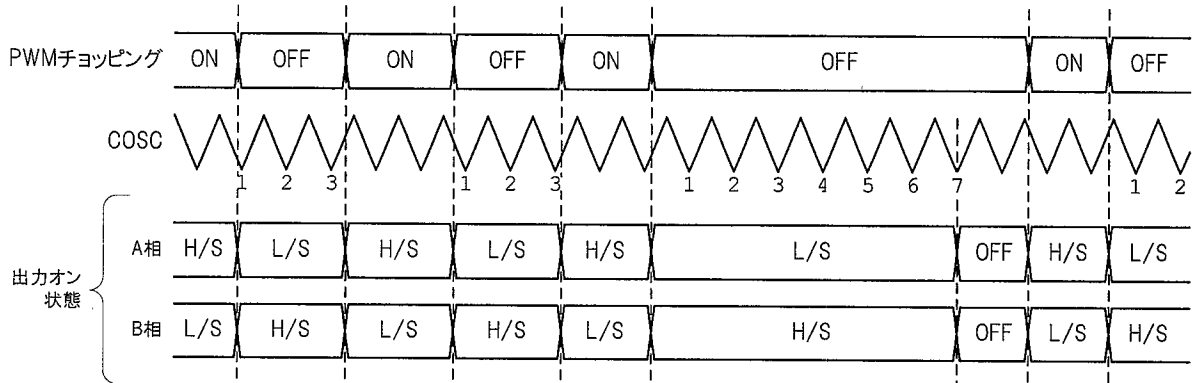 PWMチョッピング ON OFF ON OFF ON OFF ON OFF
COSC
1 2 3 1 2 3 1 2 3 4 5 6 7 1 2
出力オン
状態
A相 H/S L/S H/S L/S H/S L/S OFF H/S L/S
B相 L/S H/S L/S H/S L/S H/S OFF L/S H/S